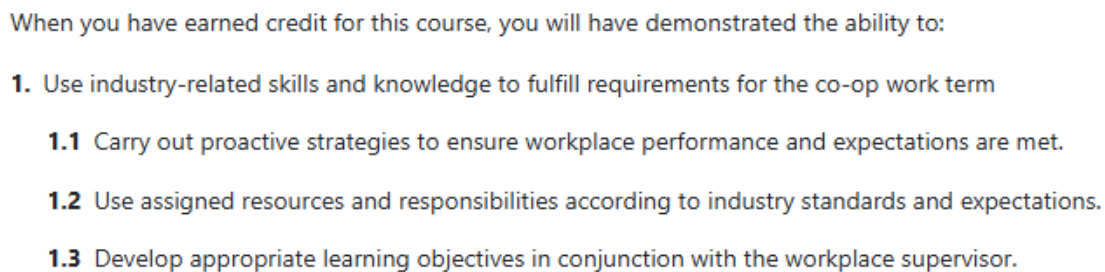 When you have earned credit for this course, you will have demonstrated the ability to:
1. Use industry-related skills and knowledge to fulfill requirements for the co-op work term
1.1 Carry out proactive strategies to ensure workplace performance and expectations are met.
1.2 Use assigned resources and responsibilities according to industry standards and expectations.
1.3 Develop appropriate learning objectives in conjunction with the workplace supervisor.